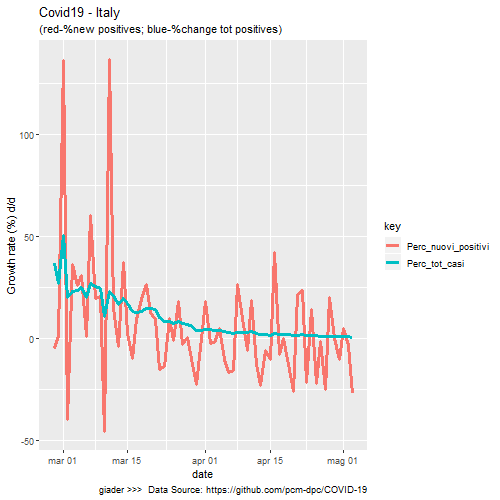 Covid19 - Italy
(red-%new positives; blue-%change tot positives)
Growth rate (%) d/d
100
50
0
-50
mar 01
mar 15
apr 01
apr 15
mag 01
date
key
Perc_nuovi_positivi
Perc_tot_casi
giader >>> Data Source: https://github.com/pcm-dpc/COVID-19